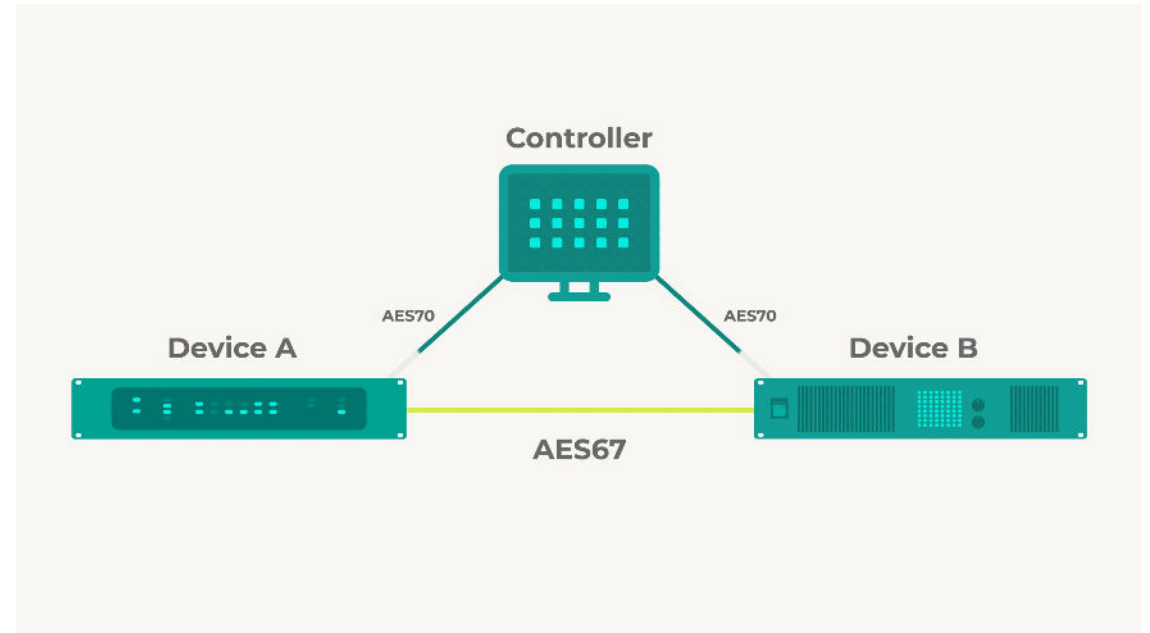 Controller
AES70
AES70
Device A
Device B
AES67